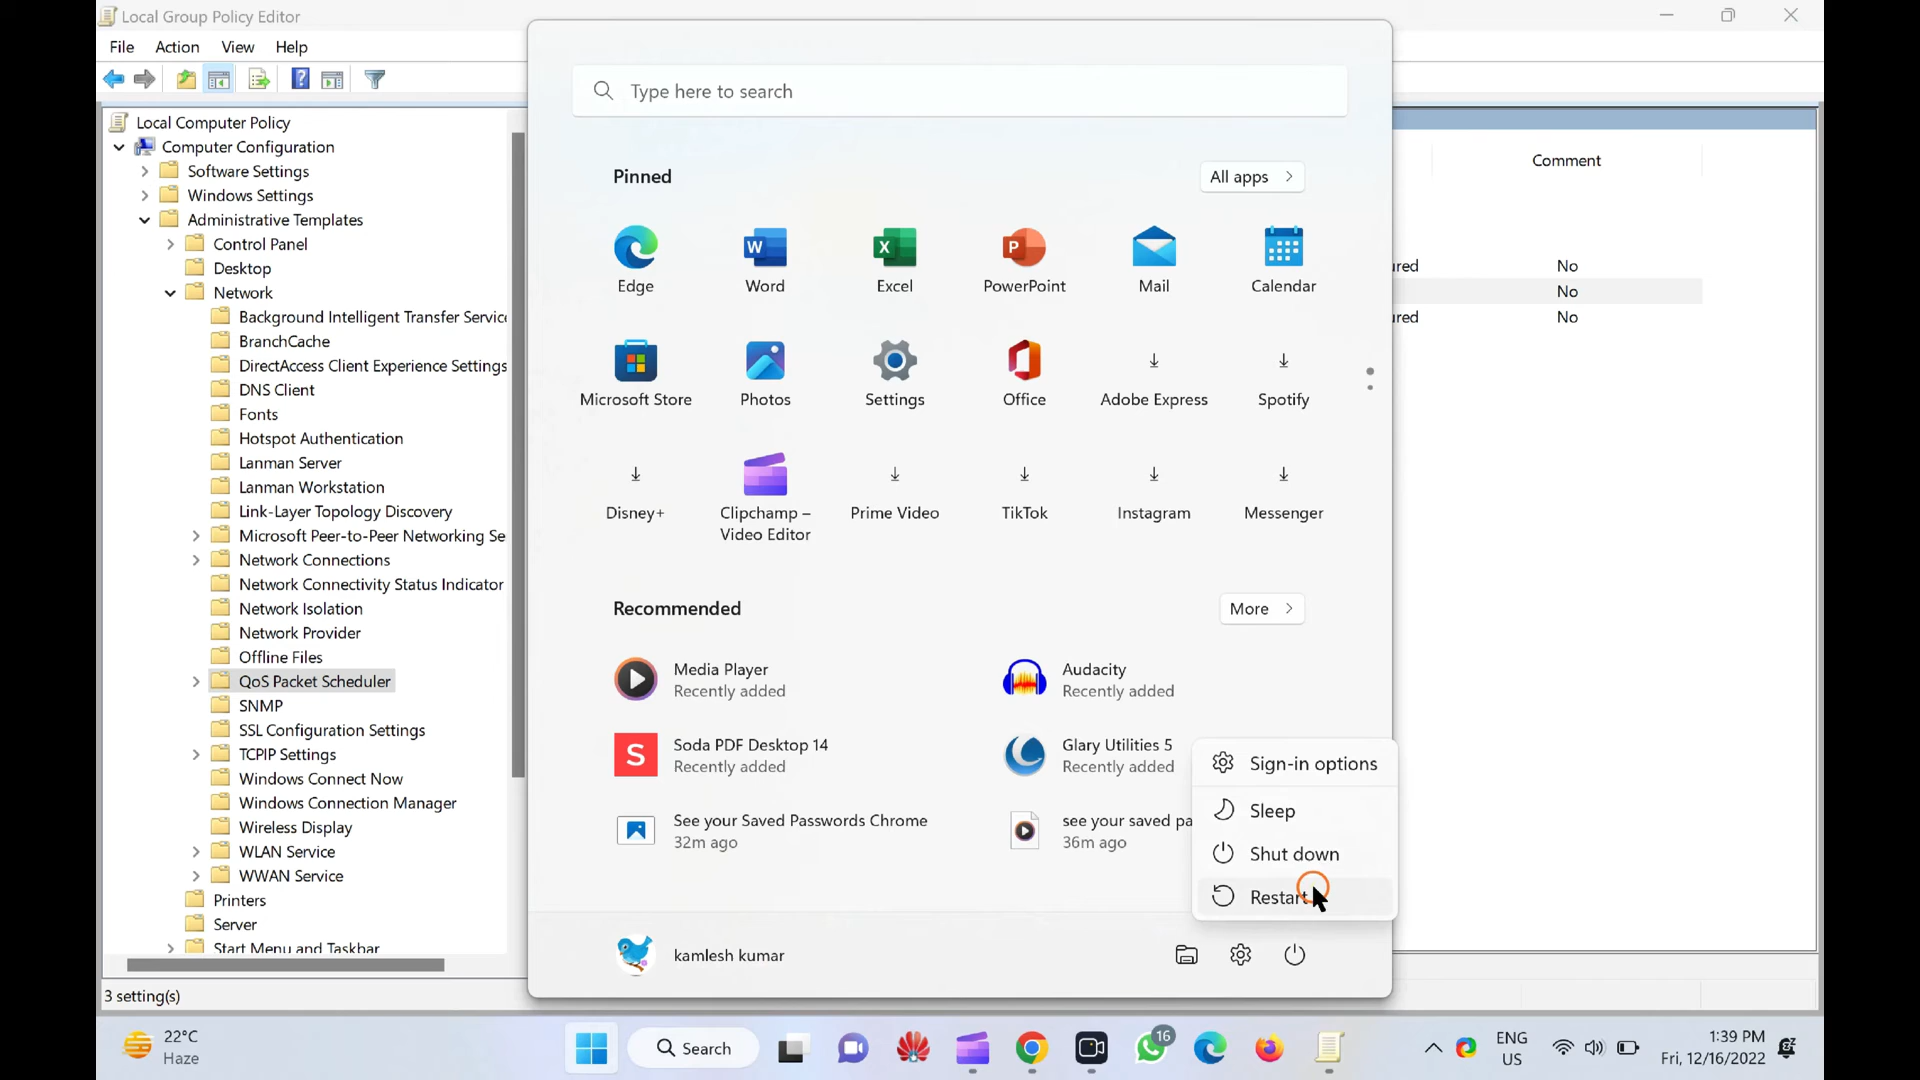 Local Group Policy Editor
File Action View Help
Local Computer Policy
Computer Configuration
Software Settings
Windows Settings
Administrative Templates
Control Panel
Desktop
Network
Background Intelligent Transfer Servic
BranchCache
DirectAccess Client Experience Settings
DNS Client
Fonts
Hotspot Authentication
Lanman Server
Lanman Workstation
Link-Layer Topology Discovery
Microsoft Peer-to-Peer Networking Se
Network Connections
Network Connectivity Status Indicator
Network Isolation
Network Provider
Offline Files
QoS Packet Scheduler
SNMP
SSL Configuration Settings
TCPIP Settings
Windows Connect Now
Windows Connection Manager
Wireless Display
WLAN Service
WWAN Service
Printers
Server
Start Menu and Taskbar
3 setting(s)
Type here to search
Pinned All apps
Edge Word Excel PowerPoint Mail Calendar
Microsoft Store Photos Settings Office Adobe Express Spotify
Disney+ Clipchamp – Prime Video TikTok Instagram Messenger
Video Editor
Recommended More
Media Player Audacity
Recently added Recently added
Soda PDF Desktop 14 Glary Utilities 5
Recently added Recently added
See your Saved Passwords Chrome see your saved pa
32m ago 36m ago
Sign-in options
Sleep
Shut down
Restart
kamlesh kumar
Comment
ured No
No
ured No
22°C
Haze
Search
16
ENG
US
1:39 PM
Fri, 12/16/2022